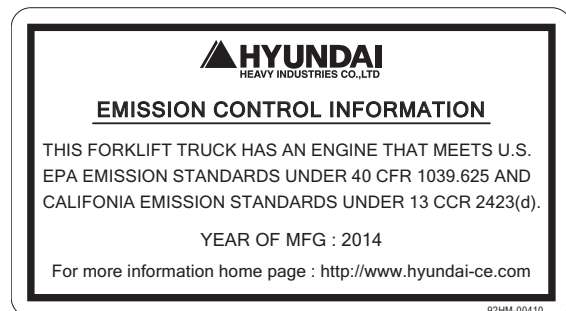 HYUNDAI
HEAVY INDUSTRIES CO.,LTD
EMISSION CONTROL INFORMATION
THIS FORKLIFT TRUCK HAS AN ENGINE THAT MEETS U.S.
EPA EMISSION STANDARDS UNDER 40 CFR 1039.625 AND
CALIFONIA EMISSION STANDARDS UNDER 13 CCR 2423(d).
YEAR OF MFG : 2014
For more information home page : http://www.hyundai-ce.com
92HM-00410